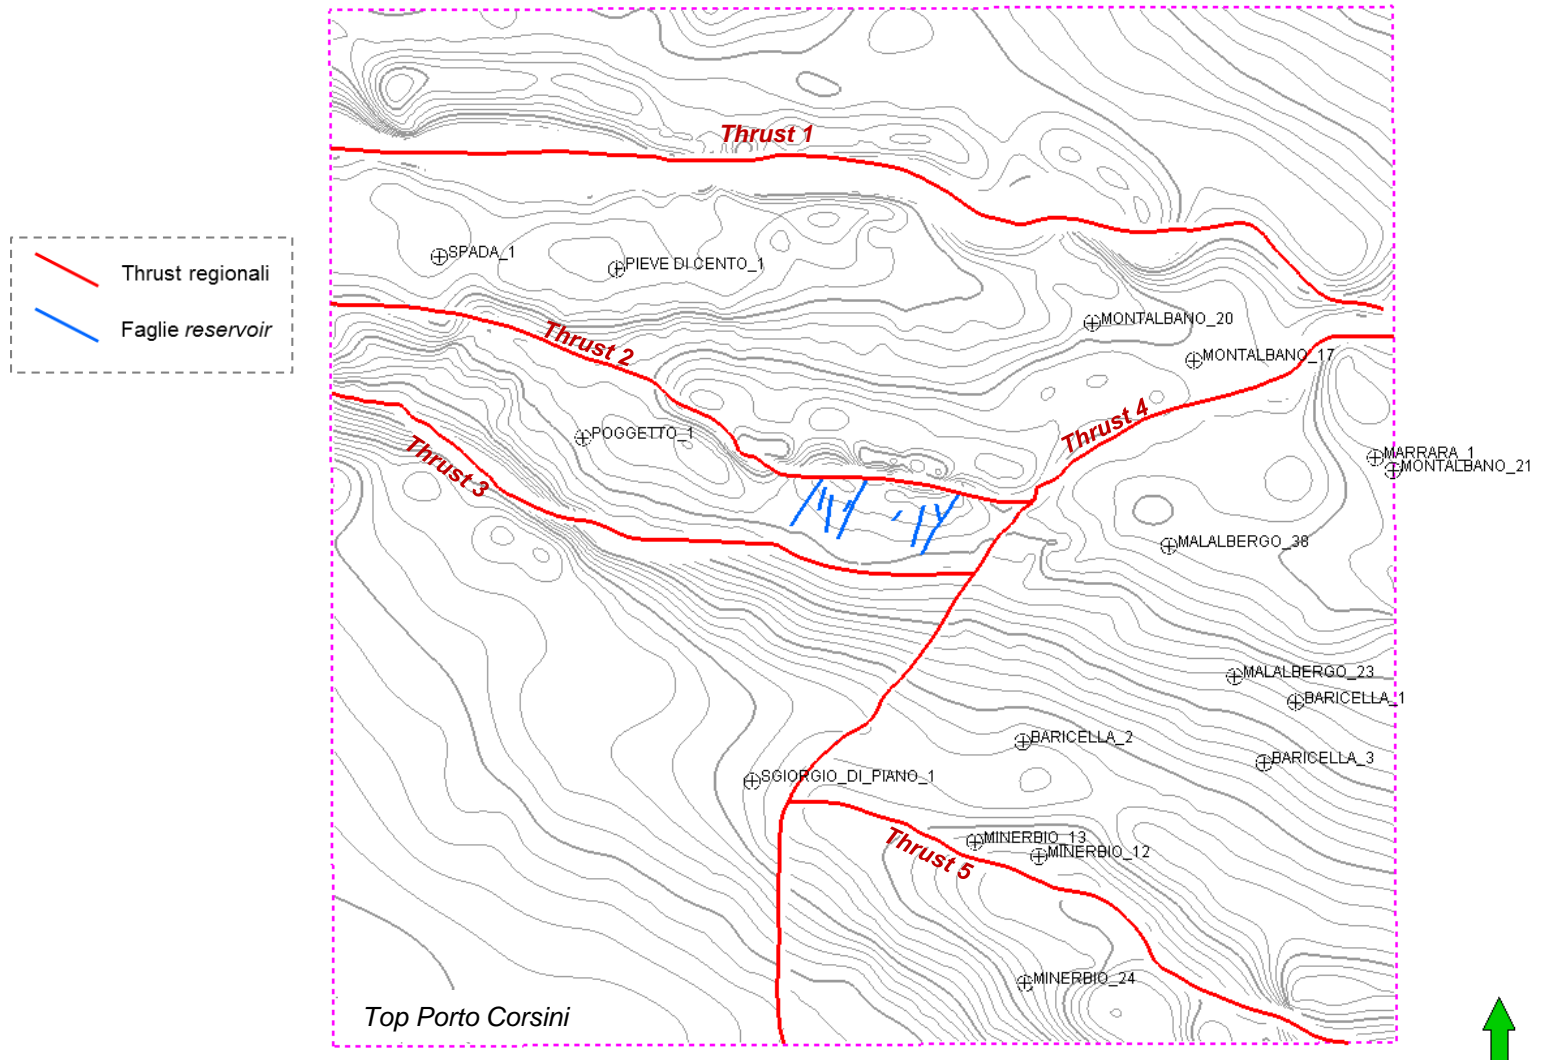 Thrust 1
SPADA_1
PIEVE DI CENTO_1
Thrust regionali
Faglie reservoir
MONTALBANO_20
Thrust 2
MONTALBANO_17
Thrust 4
POGGETTO_1
MARRARA_1
MONTALBANO_21
Thrust 3
MALALBERGO_38
MALALBERGO_23
BARICELLA_1
BARICELLA_2
BARICELLA_3
SGIORGIO_DI_PIANO_1
MINERBIO_13
MINERBIO_12
Thrust 5
MINERBIO_24
Top Porto Corsini